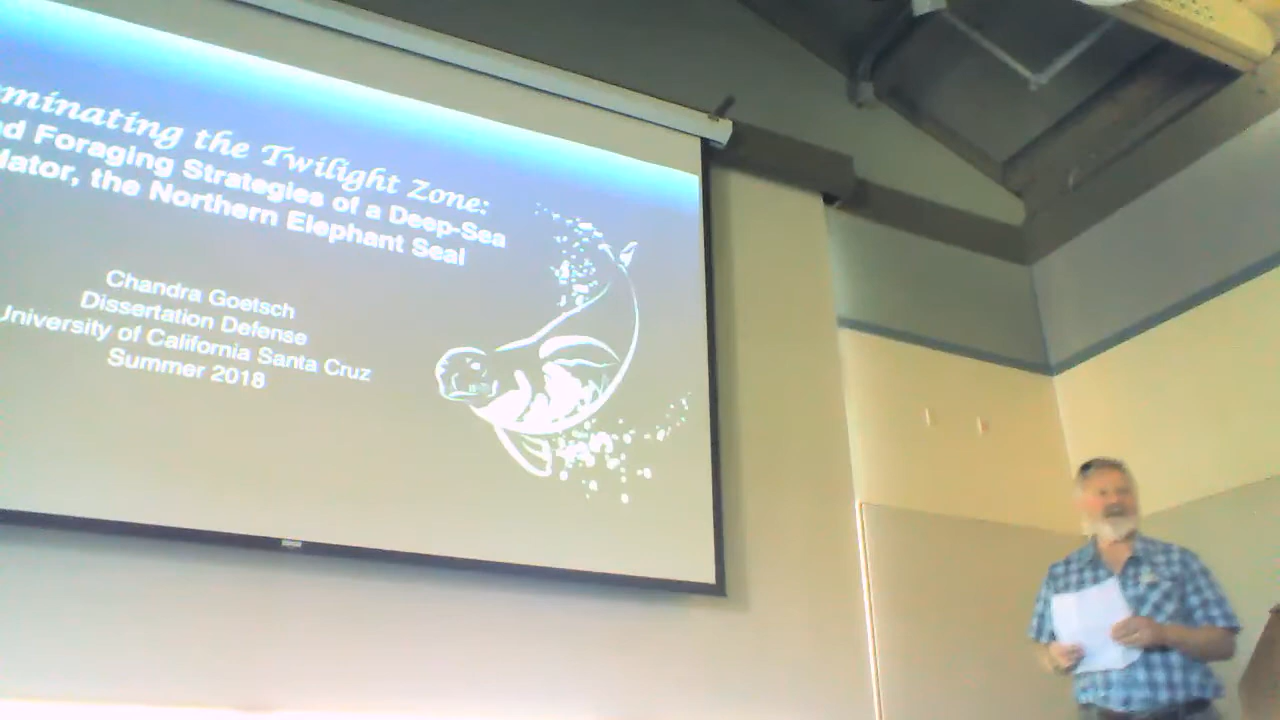 minating the Twilight Zone:
d Foraging Strategies of a Deep-Sea
dator, the Northern Elephant Seal
Chandra Goetsch
Dissertation Defense
University of California Santa Cruz
Summer 2018